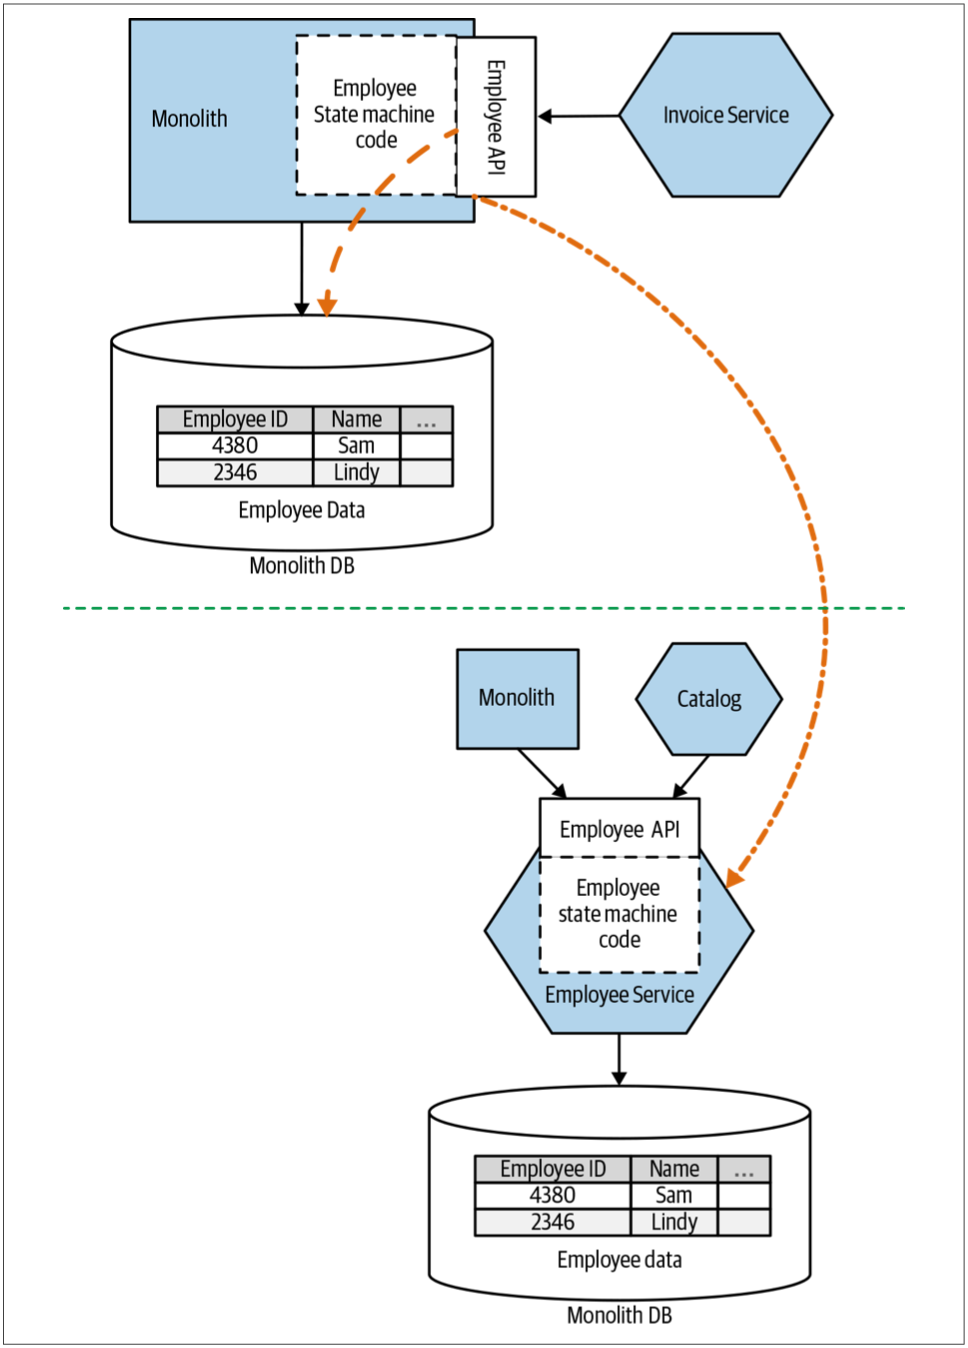 Monolith
Employee
State machine
code
Employee API
Invoice Service
Employee ID Name ...
4380 Sam
2346 Lindy
Employee Data
Monolith DB
Monolith
Catalog
Employee API
Employee
state machine
code
Employee Service
Employee ID Name ...
4380 Sam
2346 Lindy
Employee data
Monolith DB